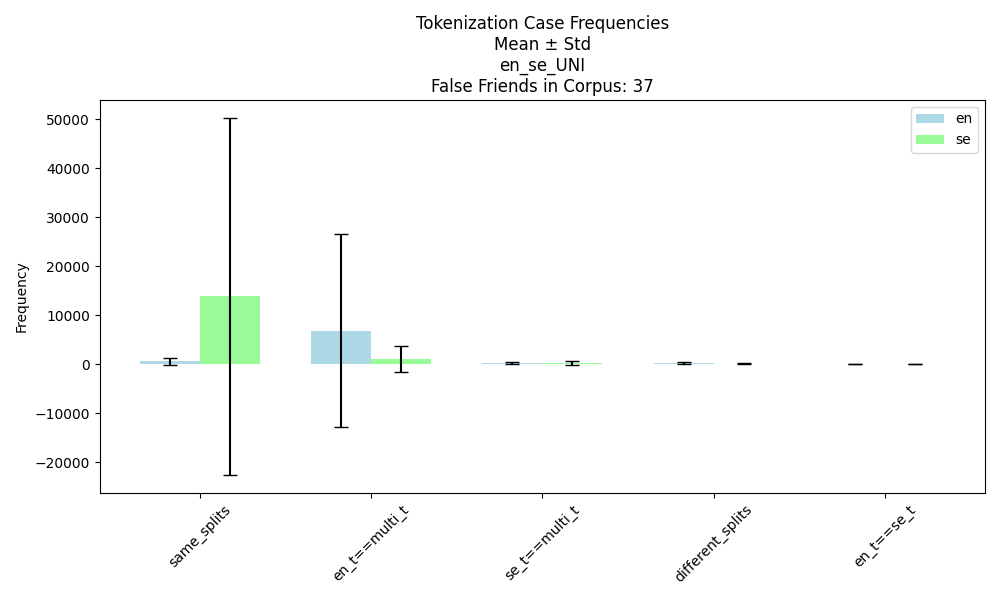 Tokenization Case Frequencies
Mean ± Std
en_se_UNI
False Friends in Corpus: 37
en
se
Frequency
50000
40000
30000
20000
10000
0
−10000
−20000
same_splits
en_t==multi_t
se_t==multi_t
different_splits
en_t==se_t